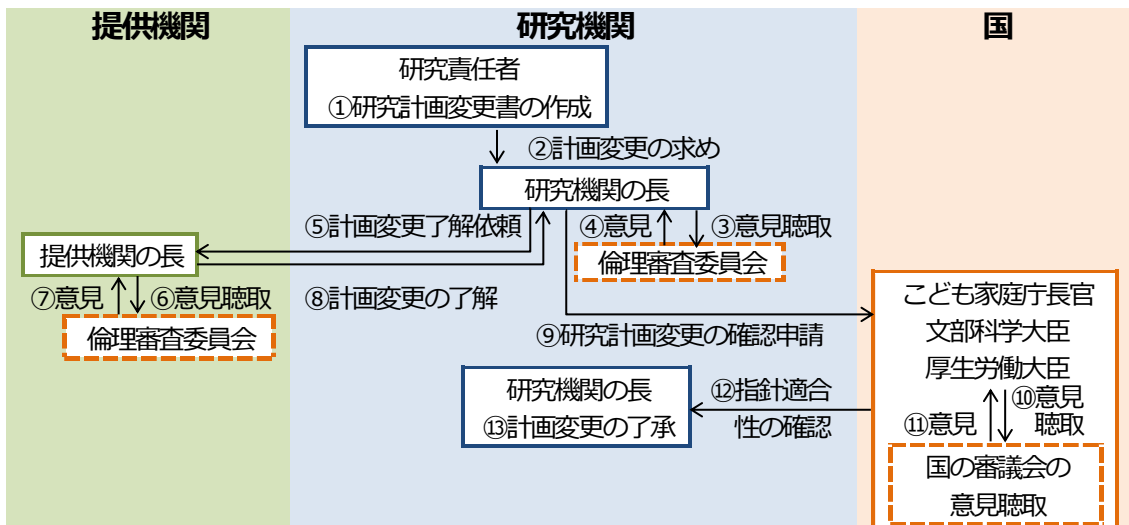 提供機関
研究機関
国
研究責任者
①研究計画変更書の作成
②計画変更の求め
研究機関の長
⑤計画変更了解依頼
④意見
③意見聴取
倫理審査委員会
提供機関の長
⑦意見
⑥意見聴取
倫理審査委員会
⑧計画変更の了解
⑨研究計画変更の確認申請
こども家庭庁長官
文部科学大臣
厚生労働大臣
研究機関の長
⑬計画変更の了承
⑫指針適合
性の確認
⑪意見
⑩意見
聴取
国の審議会の
意見聴取